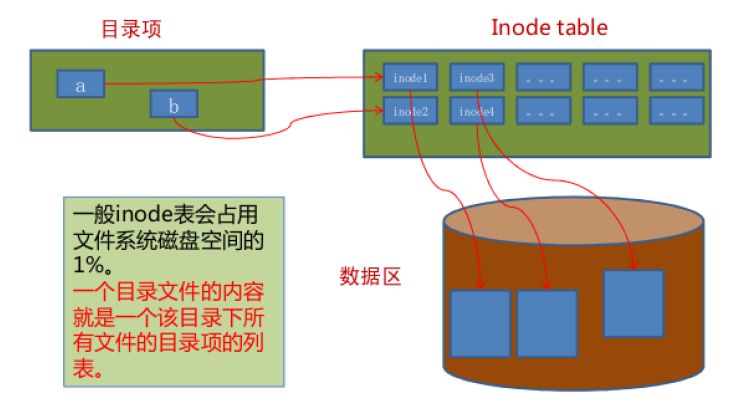 目录项
Inode table
a
b
inode1
inode3
. . .
. . .
. . .
inode2
inode4
. . .
. . .
. . .
一般inode表会占用
文件系统磁盘空间的
1%。
一个目录文件的内容
就是一个该目录下所
有文件的目录项的列
表。
数据区